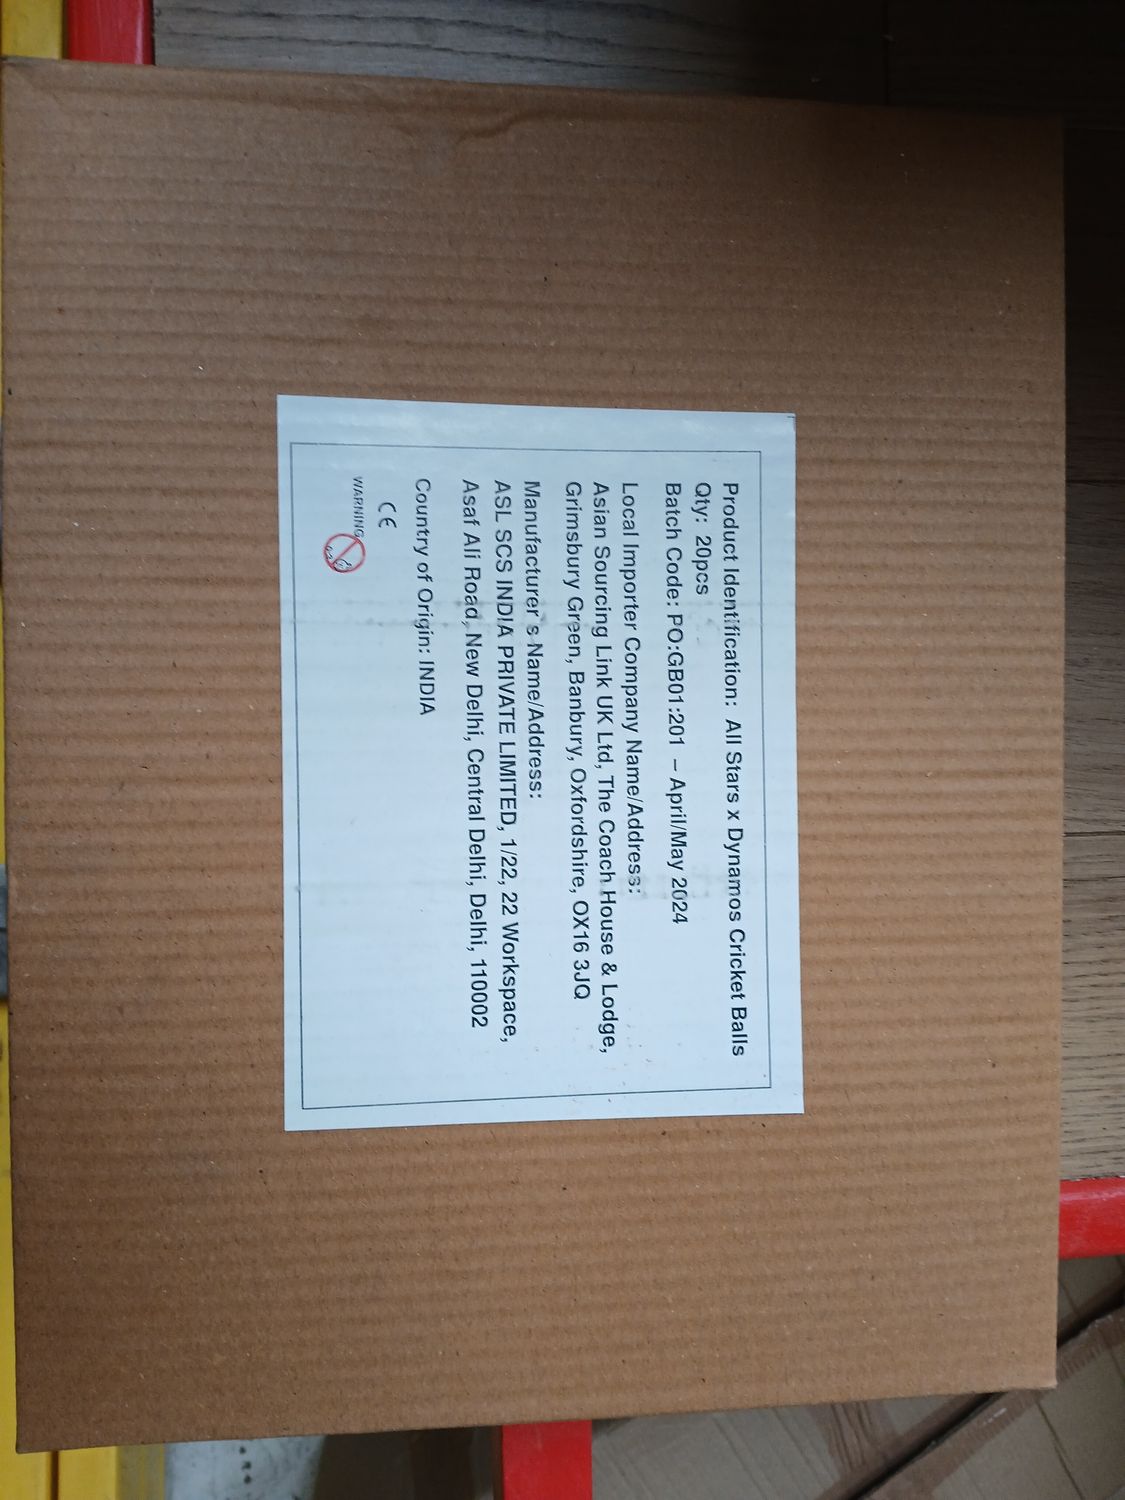 Product Identification: All Stars x Dynamos Cricket Balls
Qty: 20pcs
Batch Code: PO:GB01:201 – April/May 2024
Local Importer Company Name/Address:
Asian Sourcing Link UK Ltd, The Coach House & Lodge,
Grimsbury Green, Banbury, Oxfordshire, OX16 3JQ
Manufacturer's Name/Address:
ASL SCS INDIA PRIVATE LIMITED, 1/22, 22 Workspace,
Asaf Ali Road, New Delhi, Central Delhi, Delhi, 110002
Country of Origin: INDIA
CE
WARNING
0-3